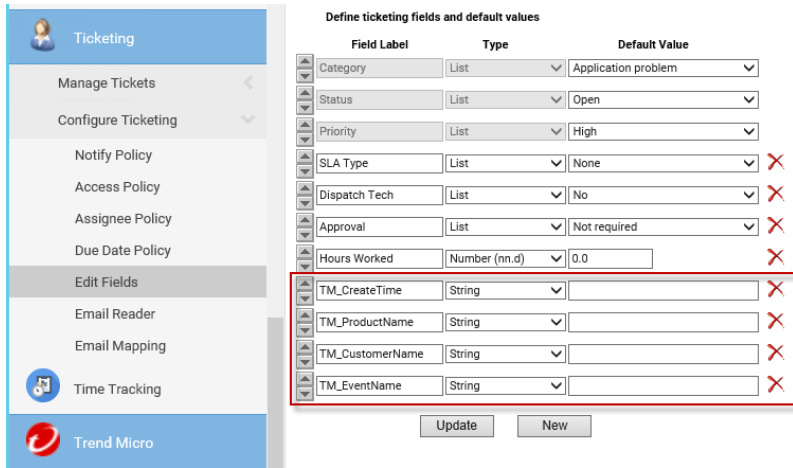 Ticketing
Manage Tickets
Configure Ticketing
Notify Policy
Access Policy
Assignee Policy
Due Date Policy
Edit Fields
Email Reader
Email Mapping
Time Tracking
Trend Micro
Define ticketing fields and default values
Field Label Type Default Value
Category List Application problem
Status List Open
Priority List High
SLA Type List None
Dispatch Tech List No
Approval List Not required
Hours Worked Number (nn.d) 0.0
TM_CreateTime String
TM_ProductName String
TM_CustomerName String
TM_EventName String
Update New